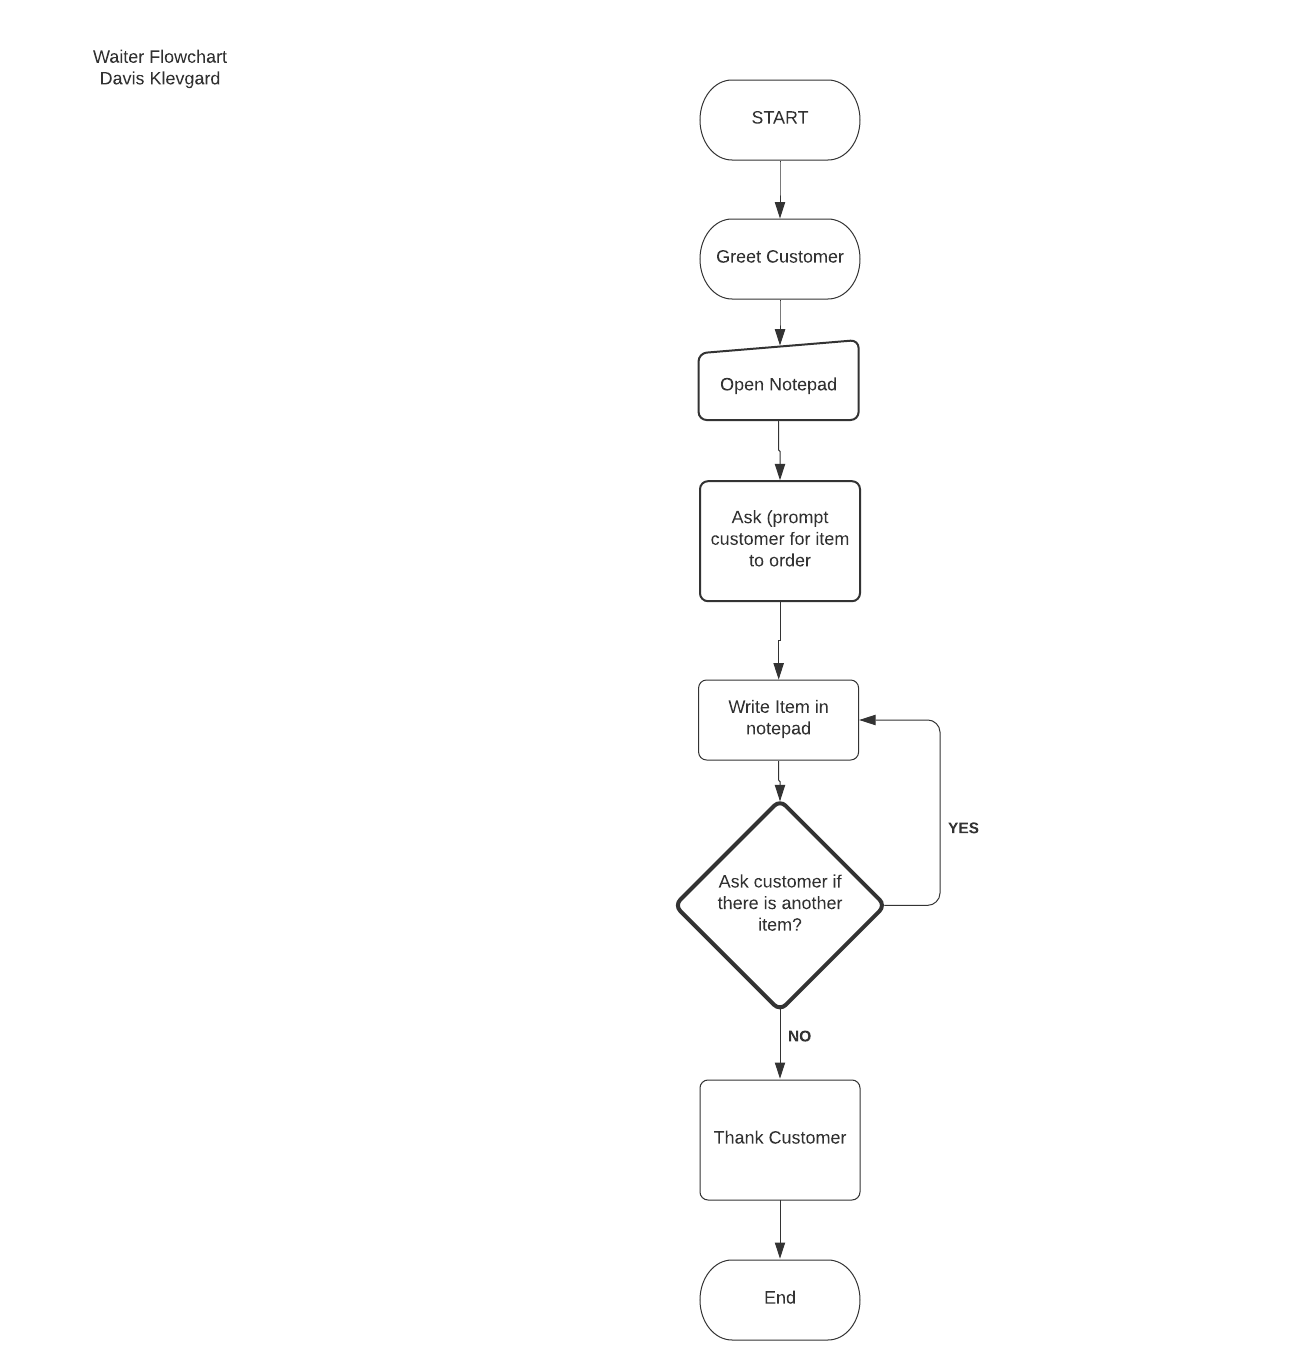 Waiter Flowchart
Davis Klevgard
START
Greet Customer
Open Notepad
Ask (prompt
customer for item
to order
Write Item in
notepad
YES
Ask customer if
there is another
item?
NO
Thank Customer
End